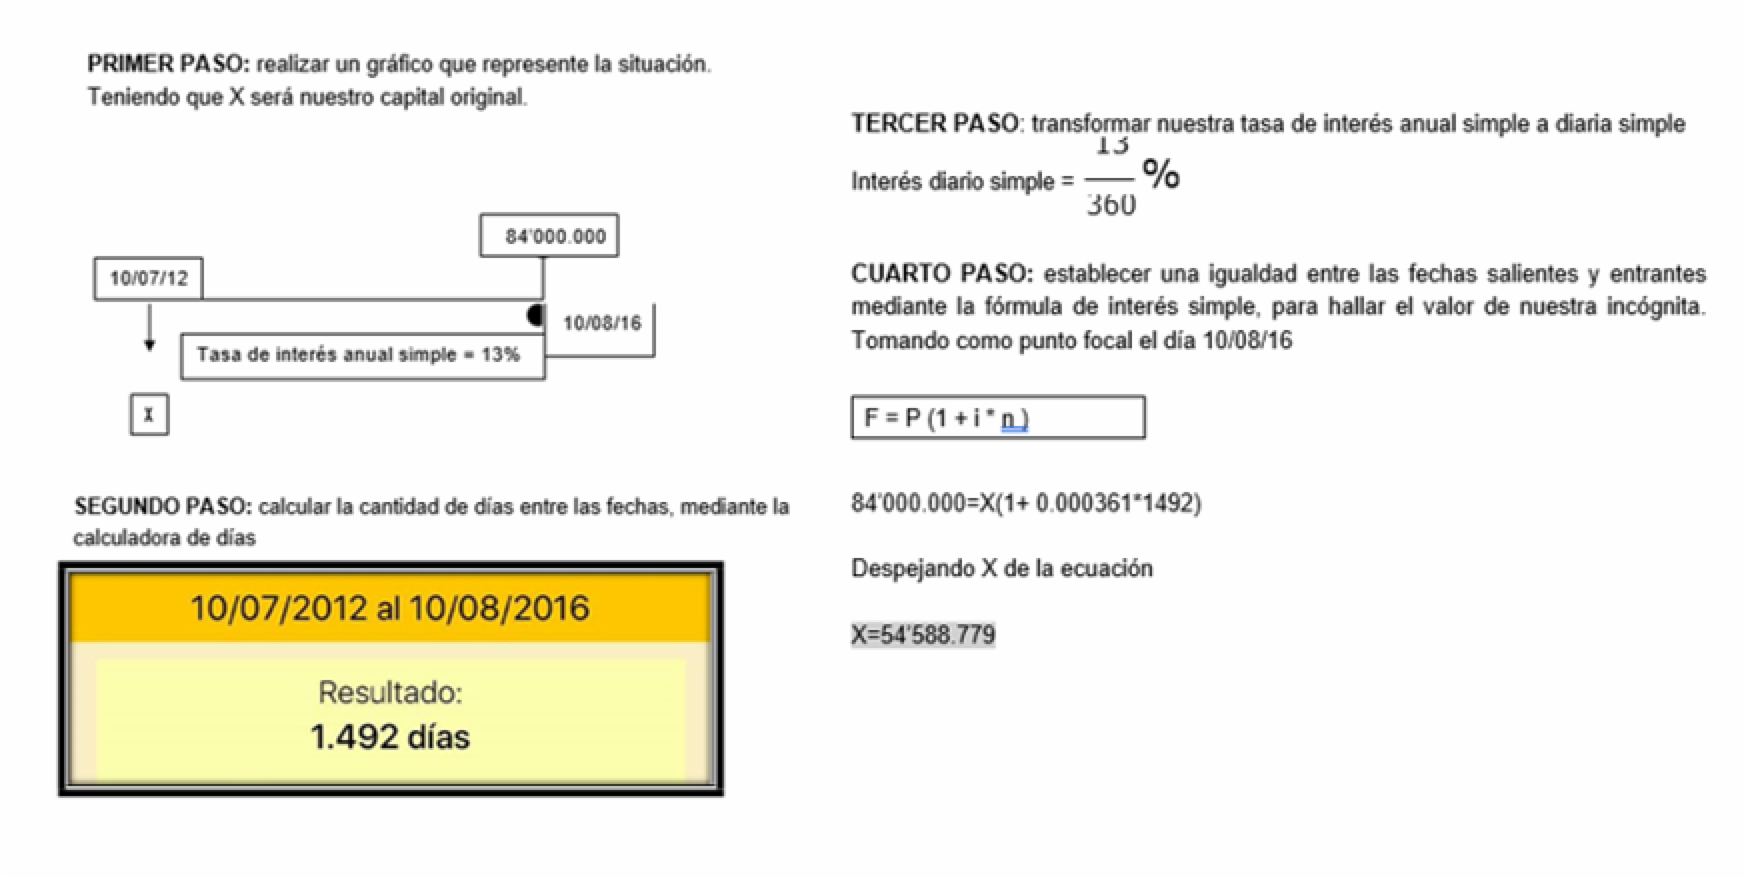 PRIMER PASO: realizar un gráfico que represente la situación.
Teniendo que X será nuestro capital original.
84'000.000
10/07/12
10/08/16
Tasa de interés anual simple = 13%
X
SEGUNDO PASO: calcular la cantidad de días entre las fechas, mediante la
calculadora de días
10/07/2012 al 10/08/2016
Resultado:
1.492 días
TERCER PASO: transformar nuestra tasa de interés anual simple a diaria simple
Interés diario simple = 13/360 %
CUARTO PASO: establecer una igualdad entre las fechas salientes y entrantes
mediante la fórmula de interés simple, para hallar el valor de nuestra incógnita.
Tomando como punto focal el día 10/08/16
F = P (1 + i * n )
84'000.000=X(1+ 0.000361*1492)
Despejando X de la ecuación
X=54'588.779